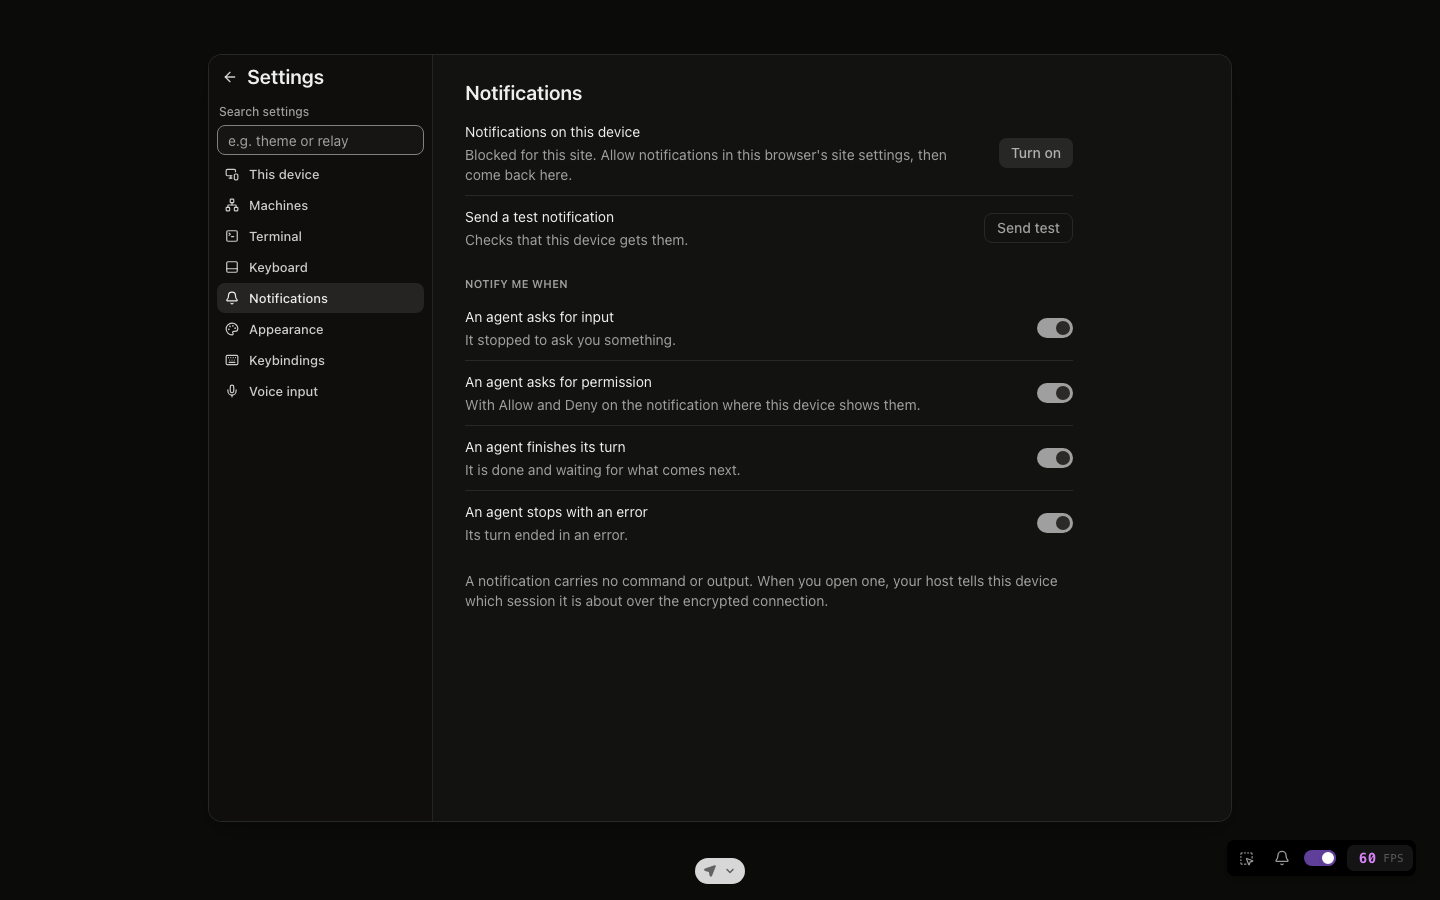 Settings
Search settings
e.g. theme or relay
This device
Machines
Terminal
Keyboard
Notifications
Appearance
Keybindings
Voice input
Notifications
Notifications on this device
Blocked for this site. Allow notifications in this browser's site settings, then
come back here.
Turn on
Send a test notification
Checks that this device gets them.
Send test
NOTIFY ME WHEN
An agent asks for input
It stopped to ask you something.
An agent asks for permission
With Allow and Deny on the notification where this device shows them.
An agent finishes its turn
It is done and waiting for what comes next.
An agent stops with an error
Its turn ended in an error.
A notification carries no command or output. When you open one, your host tells this device
which session it is about over the encrypted connection.
60 FPS